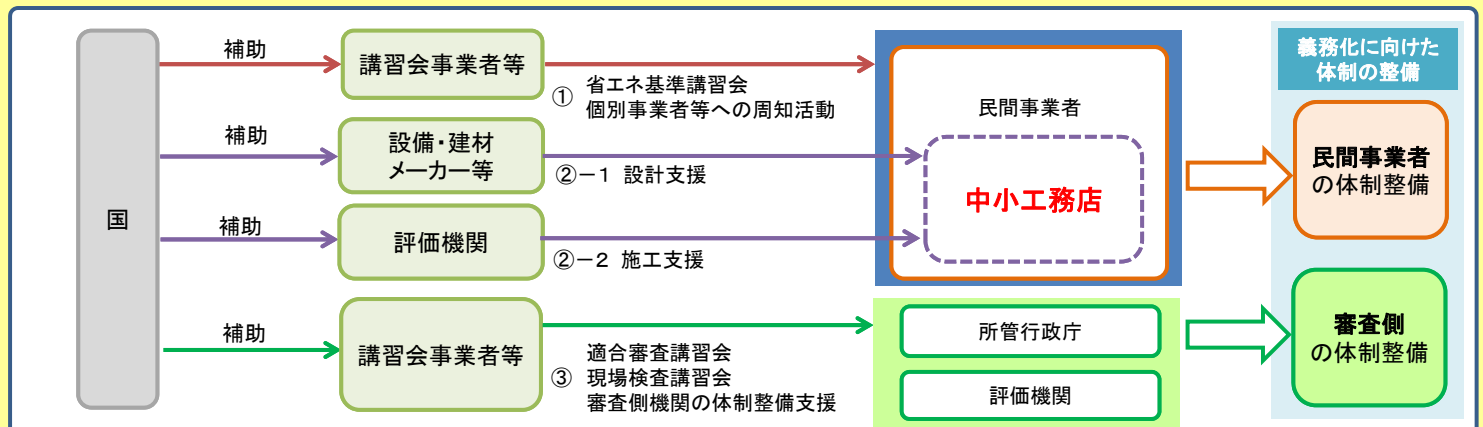 国
補助
講習会事業者等
① 省エネ基準講習会
個別事業者等への周知活動
補助
設備・建材
メーカー等
②－1 設計支援
補助
評価機関
②－2 施工支援
補助
講習会事業者等
適合審査講習会
③ 現場検査講習会
審査側機関の体制整備支援
民間事業者
中小工務店
所管行政庁
評価機関
義務化に向けた
体制の整備
民間事業者
の体制整備
審査側
の体制整備